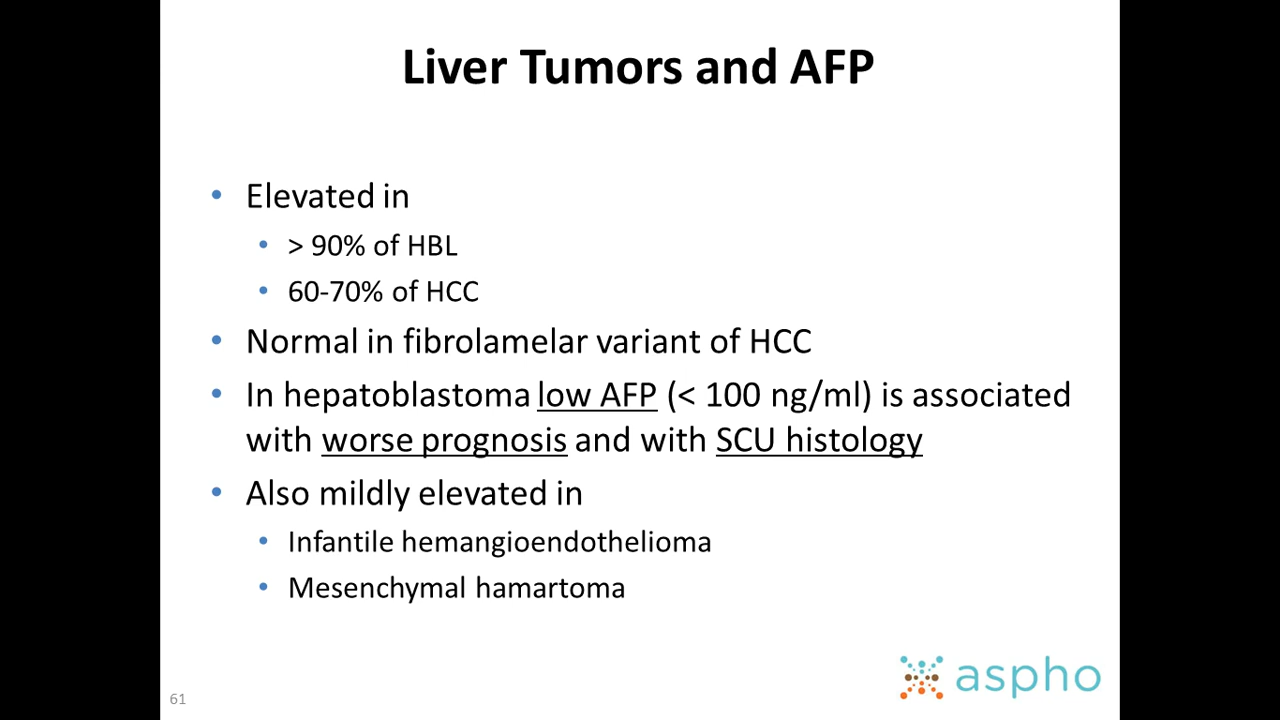 Liver Tumors and AFP
• Elevated in
• > 90% of HBL
• 60-70% of HCC
• Normal in fibrolamelar variant of HCC
• In hepatoblastoma low AFP (< 100 ng/ml) is associated
with worse prognosis and with SCU histology
• Also mildly elevated in
• Infantile hemangioendothelioma
• Mesenchymal hamartoma
aspho
61